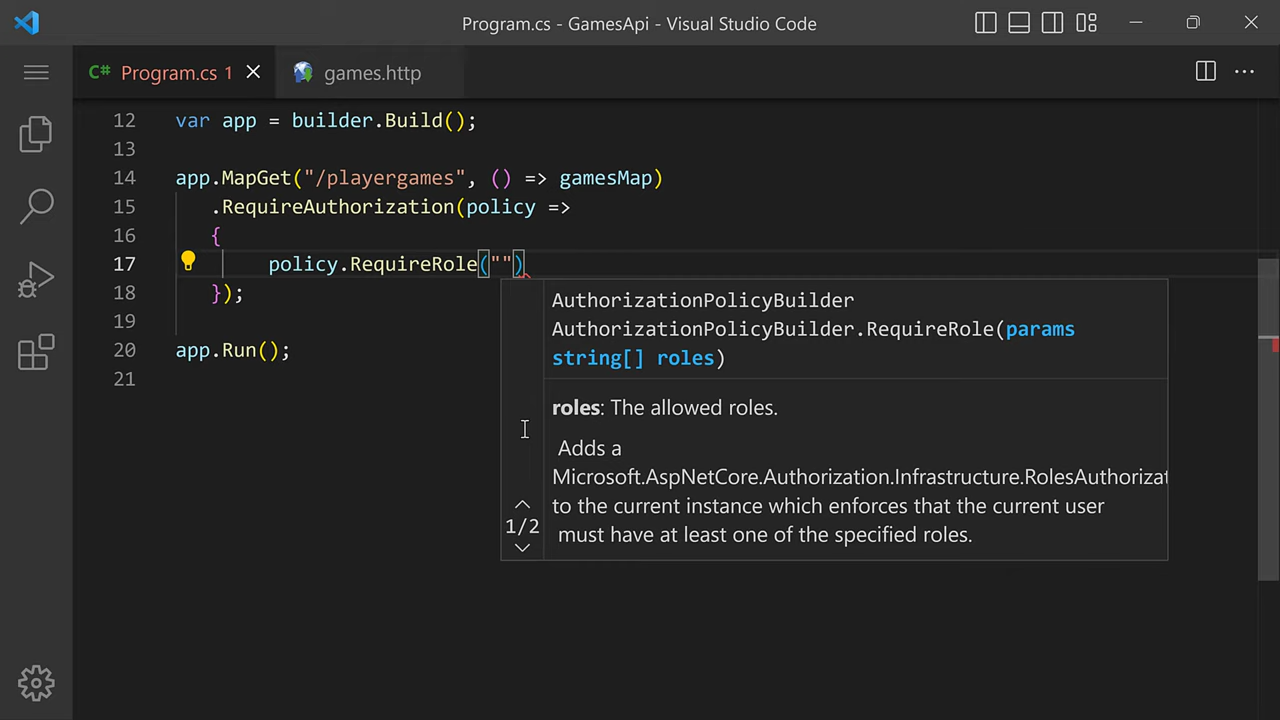 Program.cs - GamesApi - Visual Studio Code
C# Program.cs 1
games.http
12 var app = builder.Build();
13
14 app.MapGet("/playergames", () => gamesMap)
15 .RequireAuthorization(policy =>
16 {
17 policy.RequireRole("")
18 });
19
20 app.Run();
21
AuthorizationPolicyBuilder
AuthorizationPolicyBuilder.RequireRole(params
string[] roles)
roles: The allowed roles.
Adds a
Microsoft.AspNetCore.Authorization.Infrastructure.RolesAuthorizat
to the current instance which enforces that the current user
must have at least one of the specified roles.
1/2